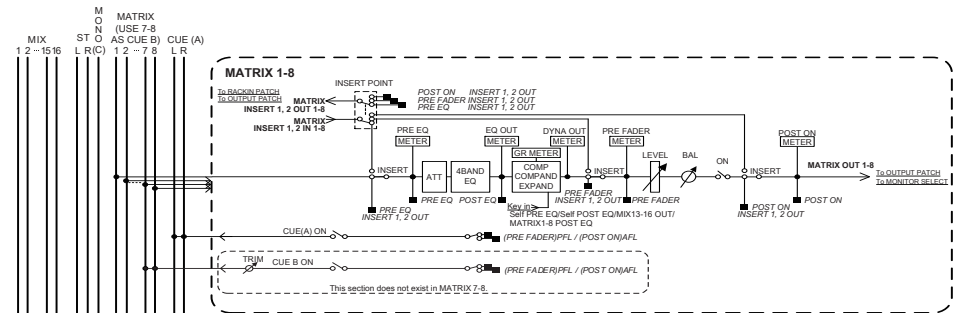 MIX
1 2 ··· 15 16
ST
L R
MONO
(C)
MATRIX
(USE 7-8
AS CUE B)
1 2 ··· 7 8
CUE (A)
L R
MATRIX 1-8
INSERT POINT
To RACKIN PATCH
To OUTPUT PATCH
MATRIX
INSERT 1, 2 OUT 1-8
MATRIX
INSERT 1, 2 IN 1-8
POST ON INSERT 1, 2 OUT
PRE FADER INSERT 1, 2 OUT
PRE EQ INSERT 1, 2 OUT
PRE EQ
METER
EQ OUT
METER
DYNA OUT
METER
PRE FADER
METER
POST ON
METER
GR METER
INSERT
ATT
4BAND
EQ
COMP
COMPAND
EXPAND
INSERT
LEVEL
BAL
ON
INSERT
MATRIX OUT 1-8
To OUTPUT PATCH
To MONITOR SELECT
PRE EQ
INSERT 1, 2 OUT
PRE EQ
POST EQ
PRE FADER
INSERT 1, 2 OUT
PRE FADER
POST ON
INSERT 1, 2 OUT
POST ON
Key in
Self PRE EQ/Self POST EQ/MIX13-16 OUT/
MATRIX1-8 POST EQ
CUE(A) ON
(PRE FADER)PFL / (POST ON)AFL
TRIM
CUE B ON
(PRE FADER)PFL / (POST ON)AFL
This section does not exist in MATRIX 7-8.